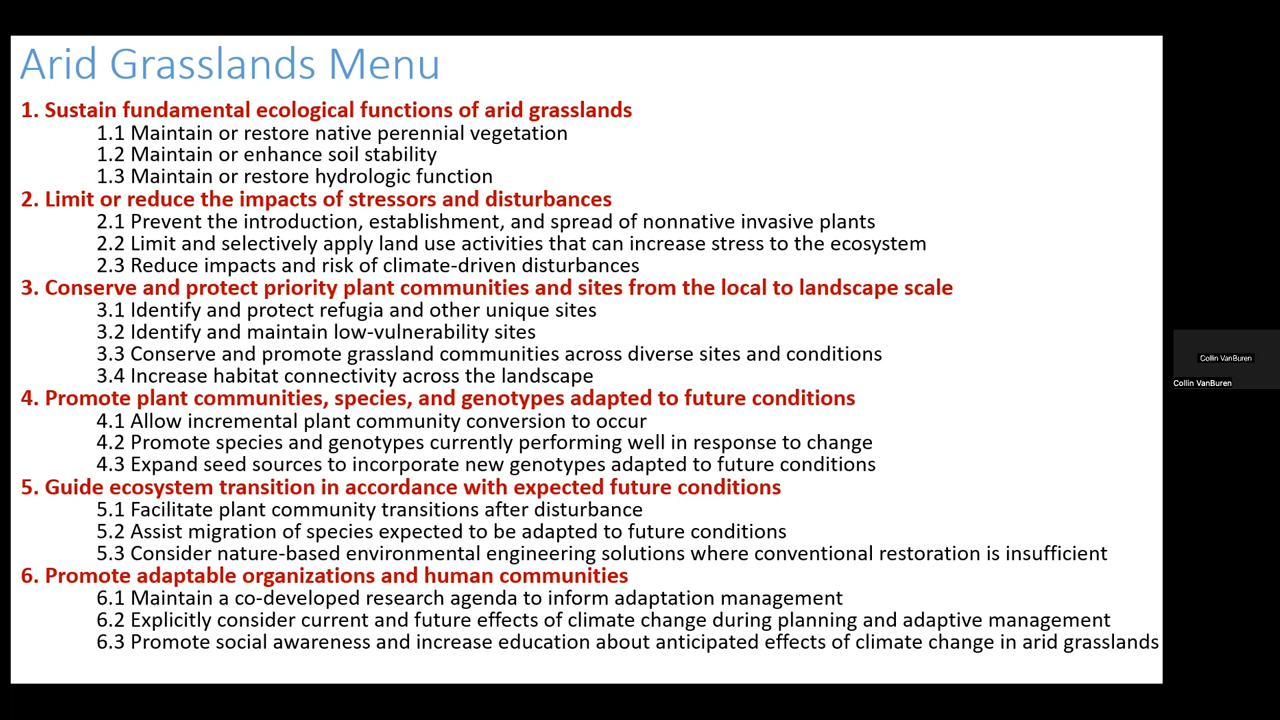 Arid Grasslands Menu
1. Sustain fundamental ecological functions of arid grasslands
1.1 Maintain or restore native perennial vegetation
1.2 Maintain or enhance soil stability
1.3 Maintain or restore hydrologic function
2. Limit or reduce the impacts of stressors and disturbances
2.1 Prevent the introduction, establishment, and spread of nonnative invasive plants
2.2 Limit and selectively apply land use activities that can increase stress to the ecosystem
2.3 Reduce impacts and risk of climate-driven disturbances
3. Conserve and protect priority plant communities and sites from the local to landscape scale
3.1 Identify and protect refugia and other unique sites
3.2 Identify and maintain low-vulnerability sites
3.3 Conserve and promote grassland communities across diverse sites and conditions
3.4 Increase habitat connectivity across the landscape
4. Promote plant communities, species, and genotypes adapted to future conditions
4.1 Allow incremental plant community conversion to occur
4.2 Promote species and genotypes currently performing well in response to change
4.3 Expand seed sources to incorporate new genotypes adapted to future conditions
5. Guide ecosystem transition in accordance with expected future conditions
5.1 Facilitate plant community transitions after disturbance
5.2 Assist migration of species expected to be adapted to future conditions
5.3 Consider nature-based environmental engineering solutions where conventional restoration is insufficient
6. Promote adaptable organizations and human communities
6.1 Maintain a co-developed research agenda to inform adaptation management
6.2 Explicitly consider current and future effects of climate change during planning and adaptive management
6.3 Promote social awareness and increase education about anticipated effects of climate change in arid grasslands
Collin VanBuren
Collin VanBuren